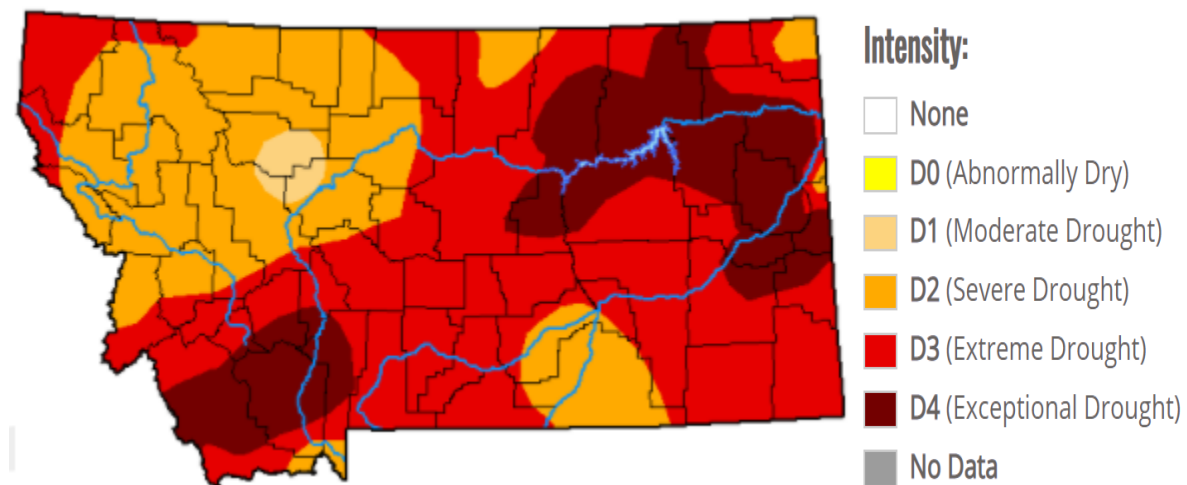 Intensity:
None
D0 (Abnormally Dry)
D1 (Moderate Drought)
D2 (Severe Drought)
D3 (Extreme Drought)
D4 (Exceptional Drought)
No Data